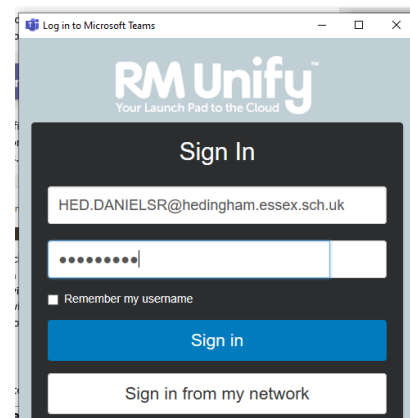 Log in to Microsoft Teams
RM Unify™
Your Launch Pad to the Cloud
Sign In
HED.DANIELSR@hedingham.essex.sch.uk
●●●●●●●●●
Remember my username
Sign in
Sign in from my network